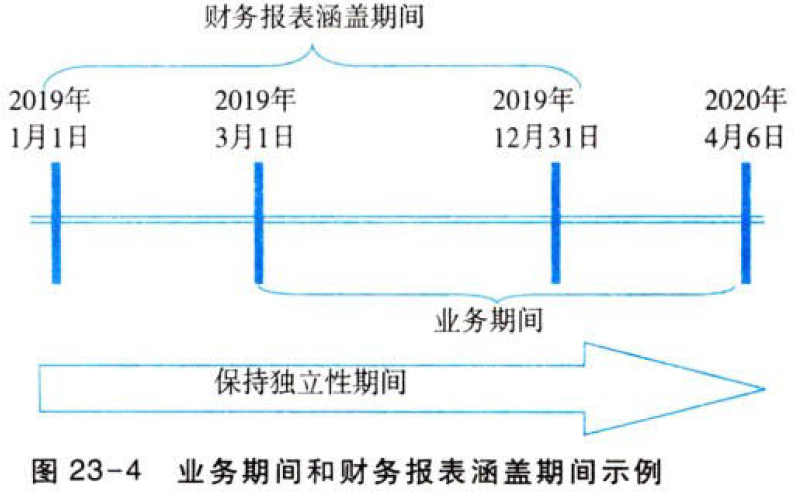 财务报表涵盖期间
2019年 2019年 2019年 2020年
1月1日 3月1日 12月31日 4月6日
业务期间
保持独立性期间
图 23-4 业务期间和财务报表涵盖期间示例